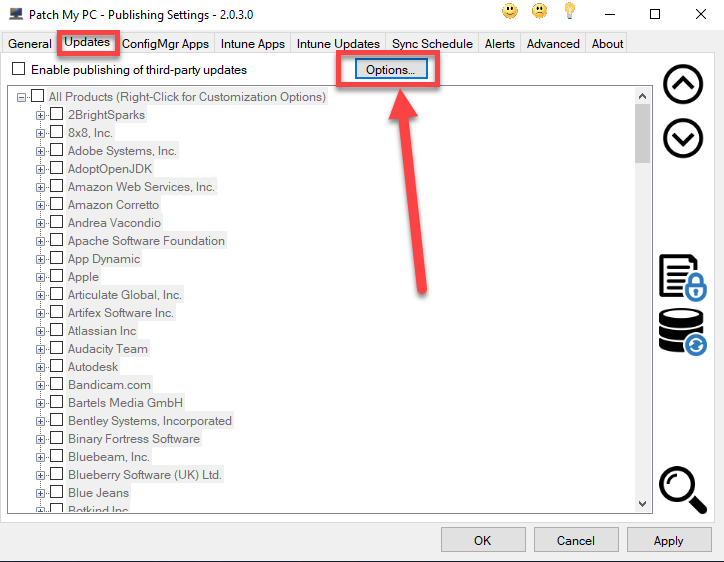 Patch My PC - Publishing Settings - 2.0.3.0
General Updates ConfigMgr Apps Intune Apps Intune Updates Sync Schedule Alerts Advanced About
Enable publishing of third-party updates Options...
All Products (Right-Click for Customization Options)
2BrightSparks
8x8, Inc.
Adobe Systems, Inc.
AdoptOpenJDK
Amazon Web Services, Inc.
Amazon Corretto
Andrea Vacondio
Apache Software Foundation
App Dynamic
Apple
Articulate Global, Inc.
Artifex Software Inc.
Atlassian Inc
Audacity Team
Autodesk
Bandicam.com
Bartels Media GmbH
Bentley Systems, Incorporated
Binary Fortress Software
Bluebeam, Inc.
Blueberry Software (UK) Ltd.
Blue Jeans
Botkind Inc
OK Cancel Apply